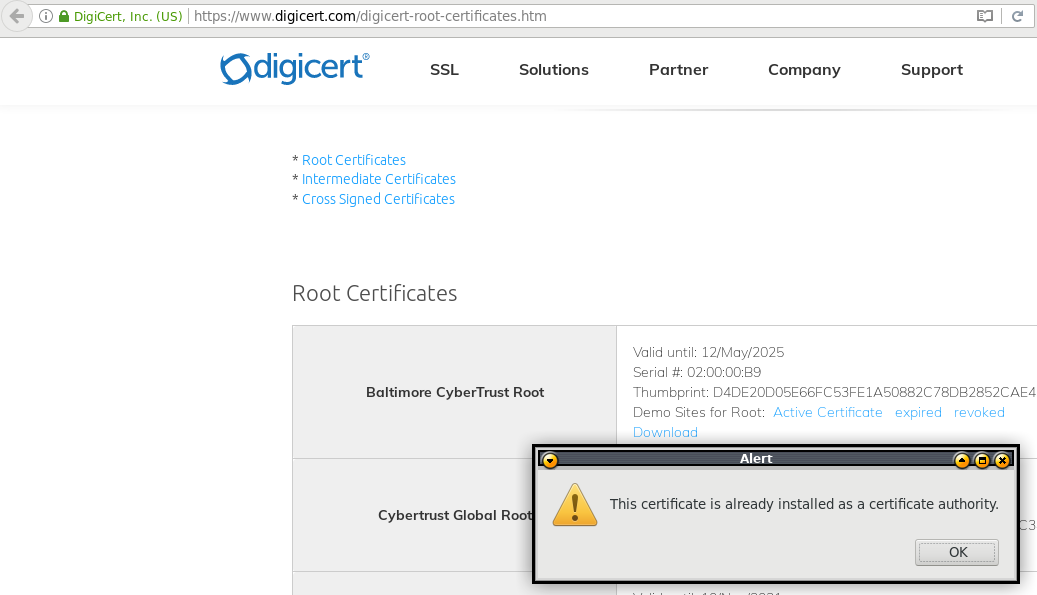 DigiCert, Inc. (US) https://www.digicert.com/digicert-root-certificates.htm
digicert® SSL Solutions Partner Company Support
* Root Certificates
* Intermediate Certificates
* Cross Signed Certificates
Root Certificates
Baltimore CyberTrust Root
Valid until: 12/May/2025
Serial #: 02:00:00:B9
Thumbprint: D4DE20D05E66FC53FE1A50882C78DB2852CAE4
Demo Sites for Root: Active Certificate expired revoked
Download
Cybertrust Global Root
Alert
This certificate is already installed as a certificate authority.
OK
C3